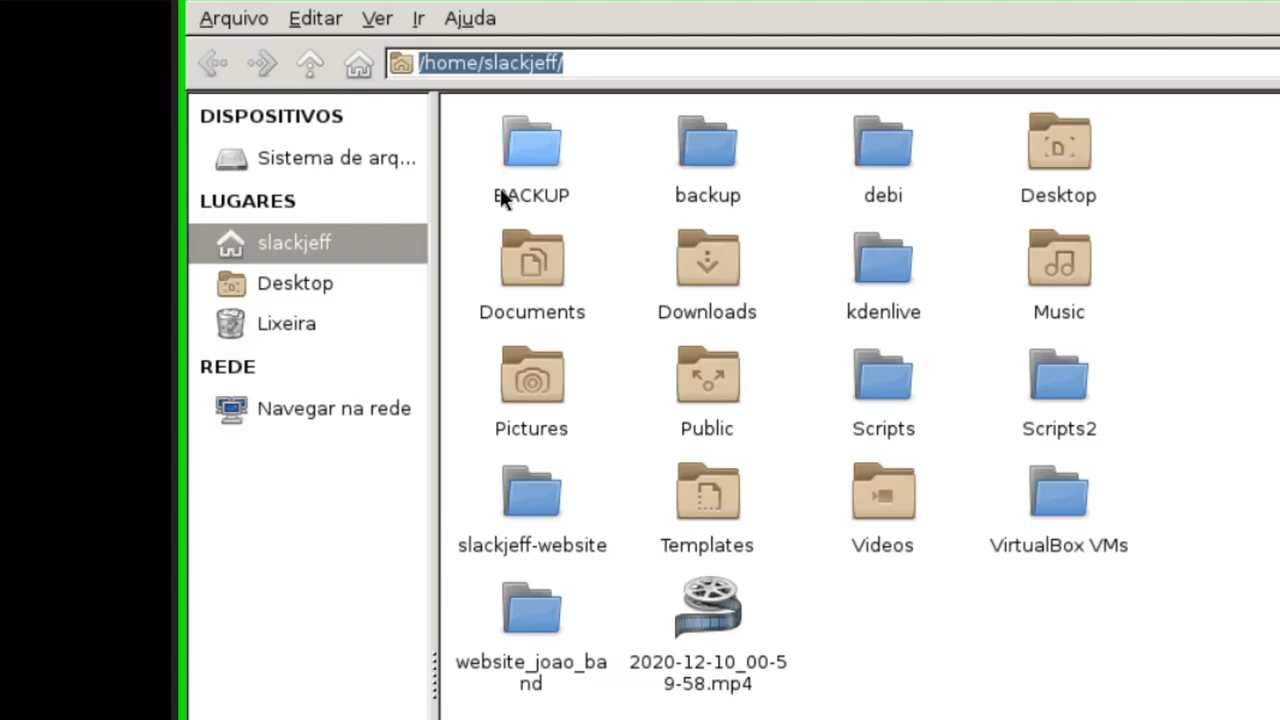 Arquivo Editar Ver Ir Ajuda
/home/slackjeff/
DISPOSITIVOS
Sistema de arq...
LUGARES
slackjeff
Desktop
Lixeira
REDE
Navegar na rede
BACKUP backup debi Desktop
Documents Downloads kdenlive Music
Pictures Public Scripts Scripts2
slackjeff-website Templates Videos VirtualBox VMs
website_joao_ba 2020-12-10_00-5
nd 9-58.mp4